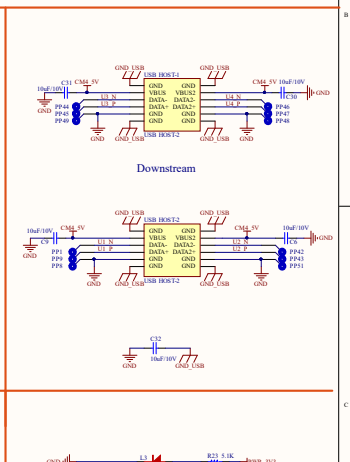 B
GND_USB GND_USB
USB HOST-1
C31 CM4_5V CM4_5V
10uF/10V 10uF/10V
GND GND
VBUS VBUS2
GND C30 GND
U3_N DATA- DATA2- U4_N
PP44 U3_P DATA+ DATA2+ U4_P PP46
PP45 GND GND PP47
PP49 GND GND PP48
GND GND_USB USB HOST-2 GND_USB GND
Downstream
GND_USB GND_USB
USB HOST-2
10uF/10V CM4_5V GND GND CM4_5V 10uF/10V
VBUS VBUS2 GND
C9 U1_N DATA- DATA2- U2_N C6
GND PP1 U1_P DATA+ DATA2+ U2_P PP42
PP9 GND GND PP43
PP8 GND GND PP51
GND GND_USB USB HOST-2 GND_USB GND
C32
10uF/10V
GND GND_USB
C
L3 R23 5.1K